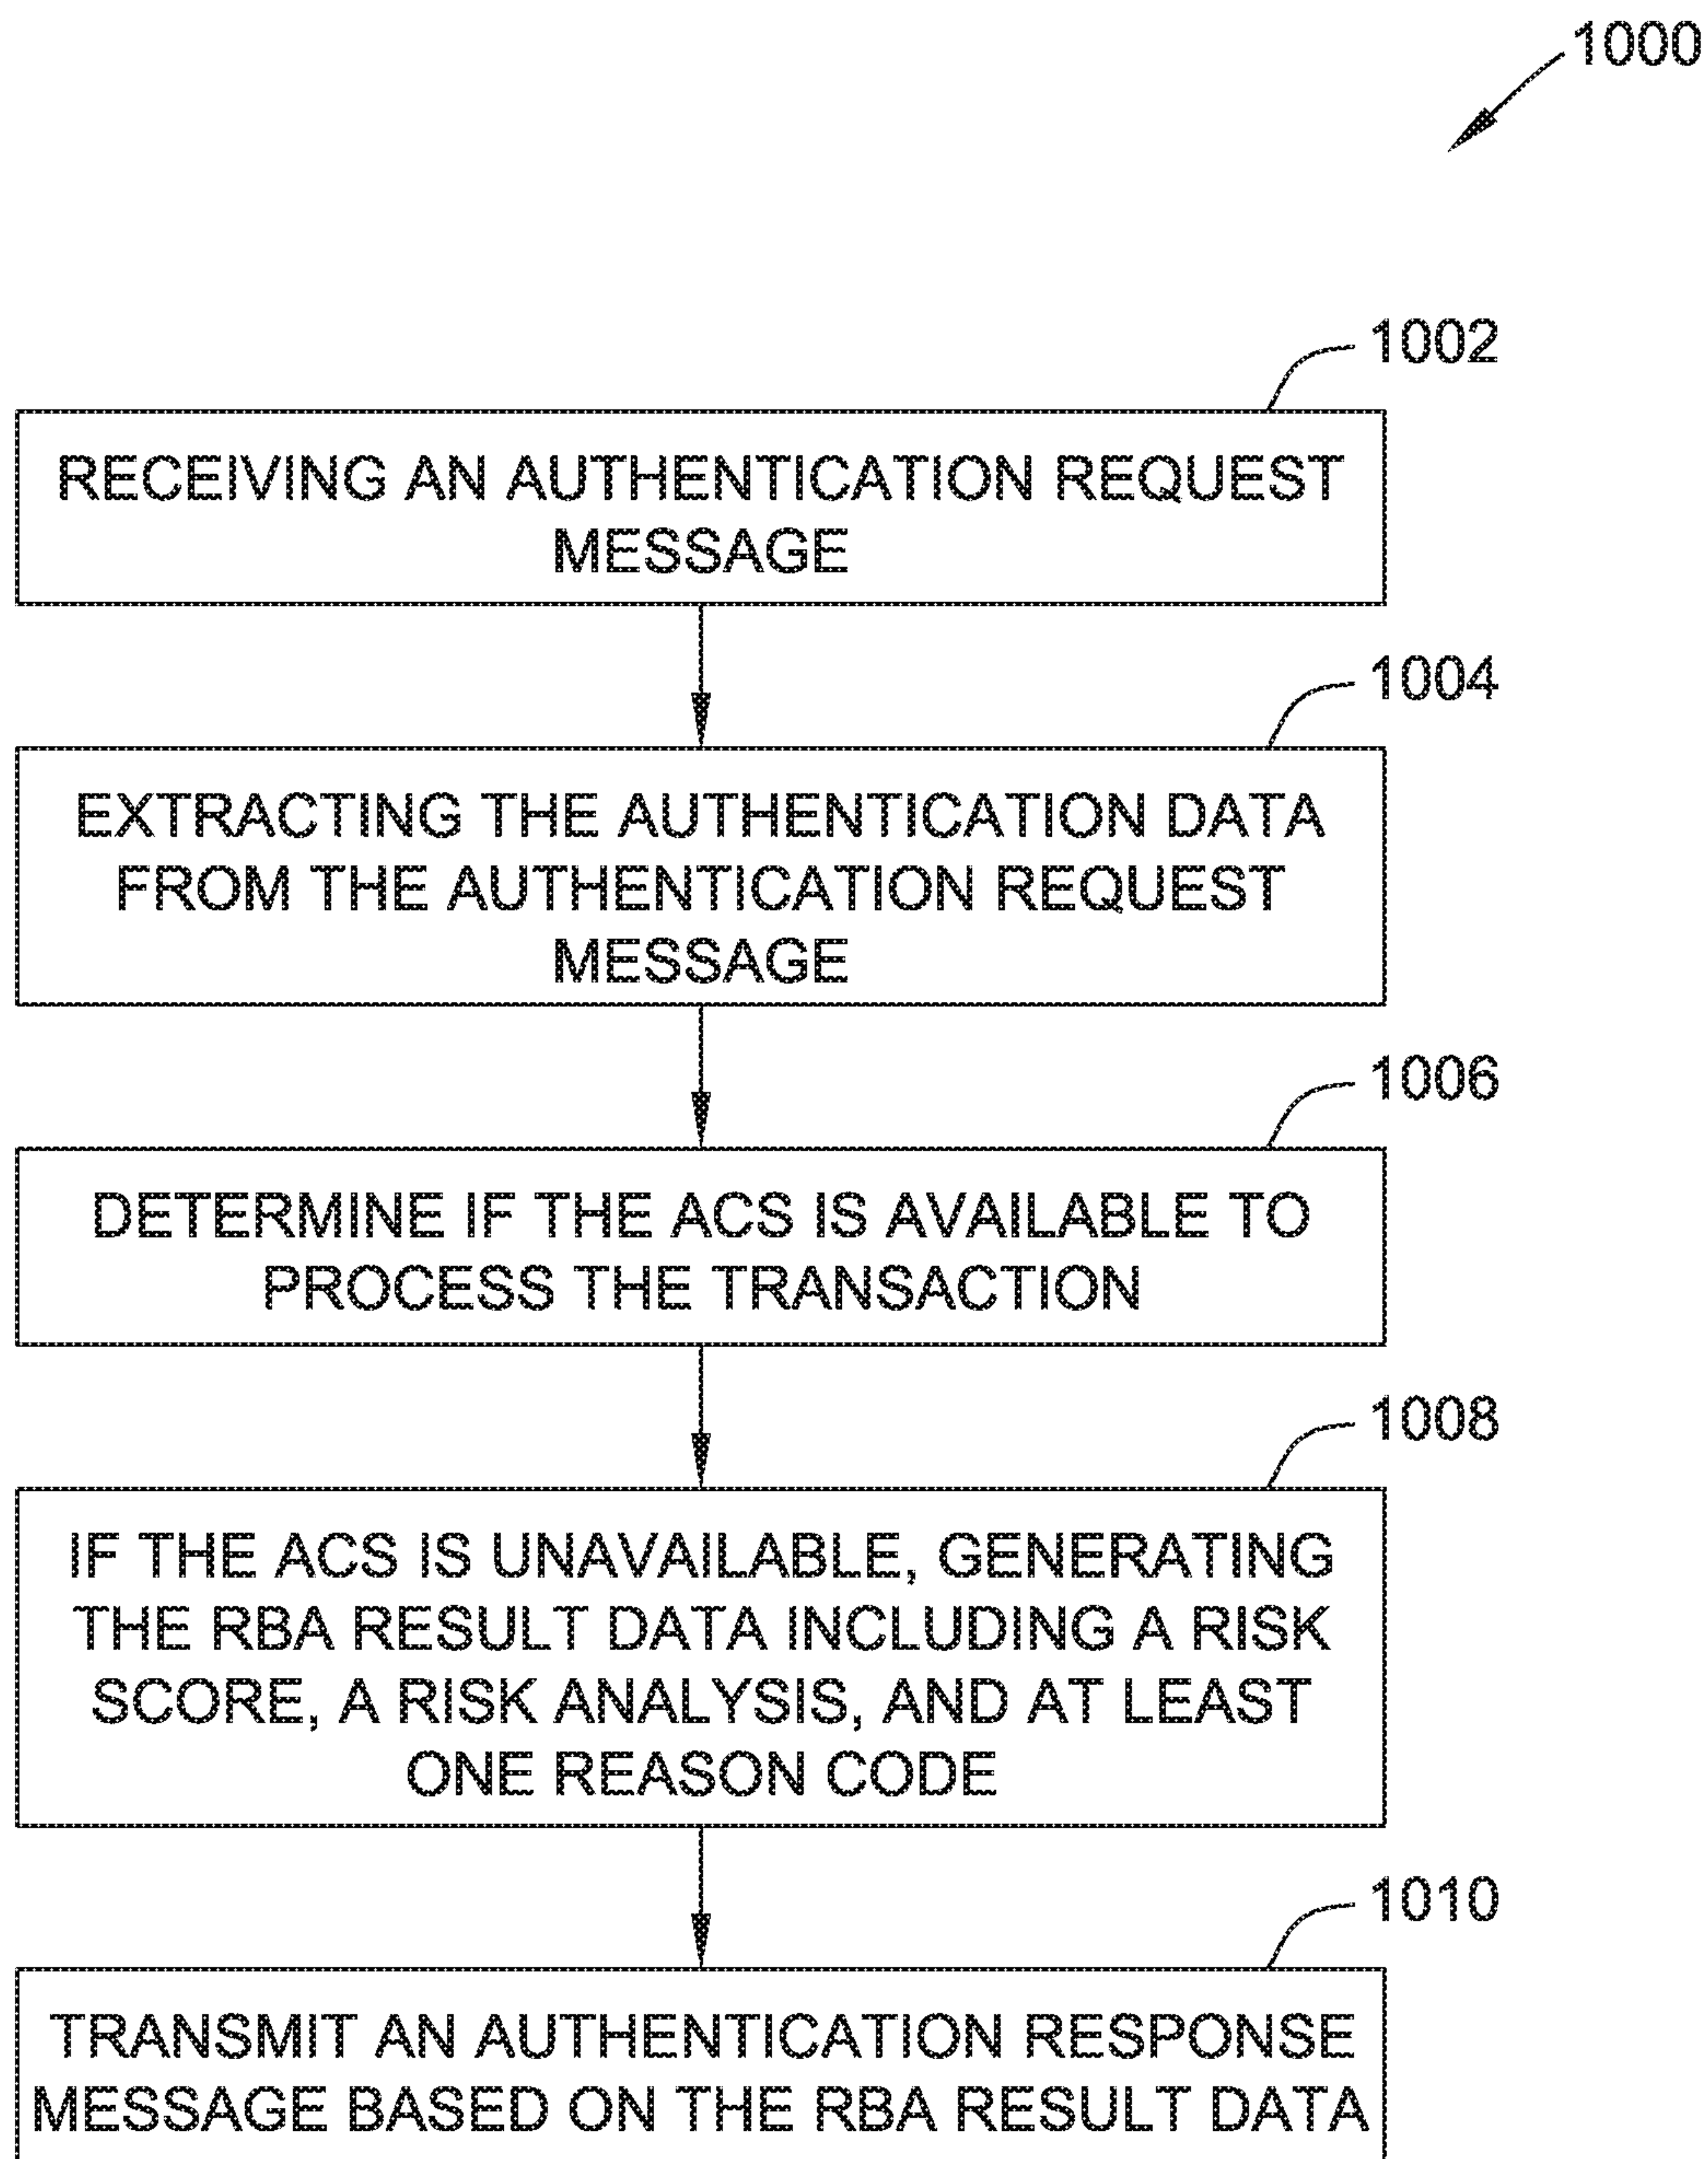 1000
1002
RECEIVING AN AUTHENTICATION REQUEST
MESSAGE
1004
EXTRACTING THE AUTHENTICATION DATA
FROM THE AUTHENTICATION REQUEST
MESSAGE
1006
DETERMINE IF THE ACS IS AVAILABLE TO
PROCESS THE TRANSACTION
1008
IF THE ACS IS UNAVAILABLE, GENERATING
THE RBA RESULT DATA INCLUDING A RISK
SCORE, A RISK ANALYSIS, AND AT LEAST
ONE REASON CODE
1010
TRANSMIT AN AUTHENTICATION RESPONSE
MESSAGE BASED ON THE RBA RESULT DATA